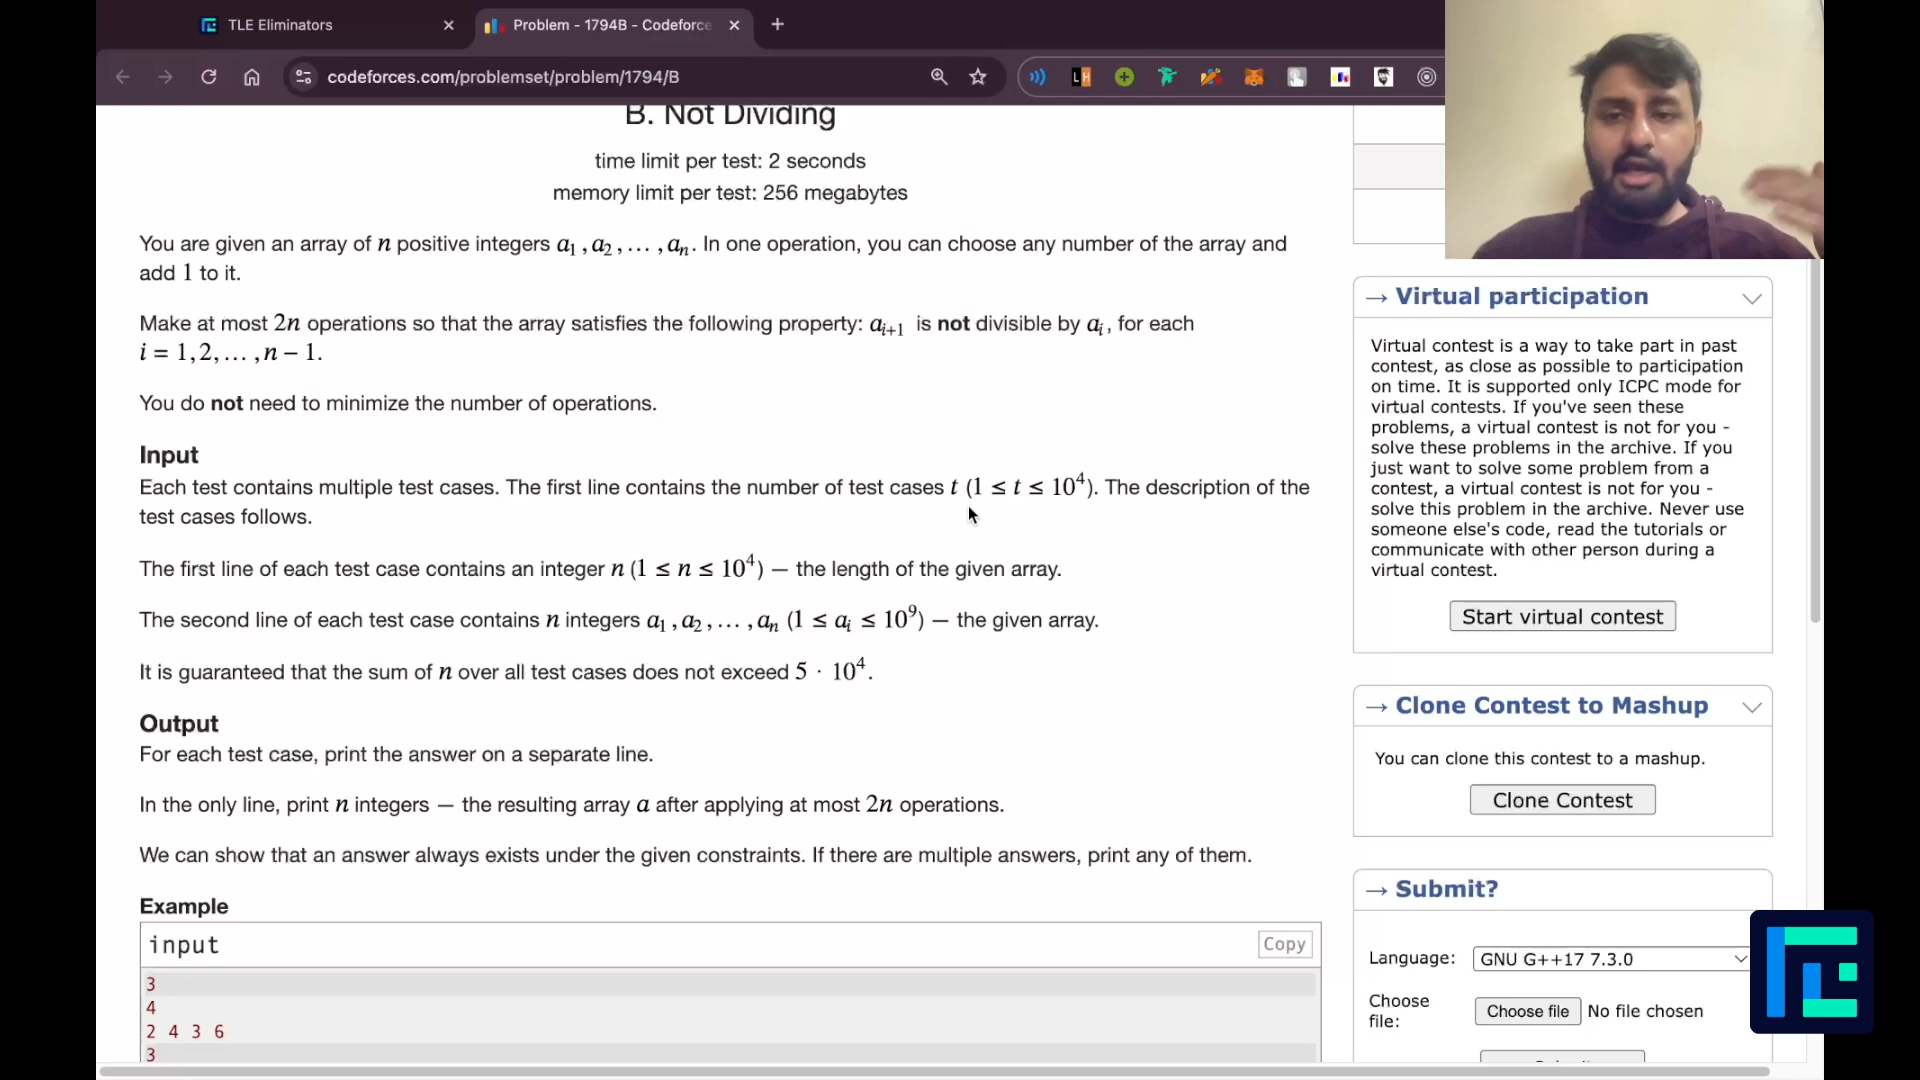 TLE Eliminators
Problem - 1794B - Codeforce
codeforces.com/problemset/problem/1794/B
LH
B. Not Dividing
time limit per test: 2 seconds
memory limit per test: 256 megabytes
You are given an array of n positive integers a₁, a₂, … , aₙ. In one operation, you can choose any number of the array and
add 1 to it.
Make at most 2n operations so that the array satisfies the following property: aᵢ₊₁ is not divisible by aᵢ, for each
i = 1, 2, … , n − 1.
You do not need to minimize the number of operations.
Input
Each test contains multiple test cases. The first line contains the number of test cases t (1 ≤ t ≤ 10⁴). The description of the
test cases follows.
The first line of each test case contains an integer n (1 ≤ n ≤ 10⁴) — the length of the given array.
The second line of each test case contains n integers a₁, a₂, … , aₙ (1 ≤ aᵢ ≤ 10⁹) — the given array.
It is guaranteed that the sum of n over all test cases does not exceed 5 · 10⁴.
Output
For each test case, print the answer on a separate line.
In the only line, print n integers — the resulting array a after applying at most 2n operations.
We can show that an answer always exists under the given constraints. If there are multiple answers, print any of them.
Example
input
Copy
3
4
2 4 3 6
3
→ Virtual participation
Virtual contest is a way to take part in past
contest, as close as possible to participation
on time. It is supported only ICPC mode for
virtual contests. If you've seen these
problems, a virtual contest is not for you -
solve these problems in the archive. If you
just want to solve some problem from a
contest, a virtual contest is not for you -
solve this problem in the archive. Never use
someone else's code, read the tutorials or
communicate with other person during a
virtual contest.
Start virtual contest
→ Clone Contest to Mashup
You can clone this contest to a mashup.
Clone Contest
→ Submit?
Language:
GNU G++17 7.3.0
Choose
file:
Choose file
No file chosen